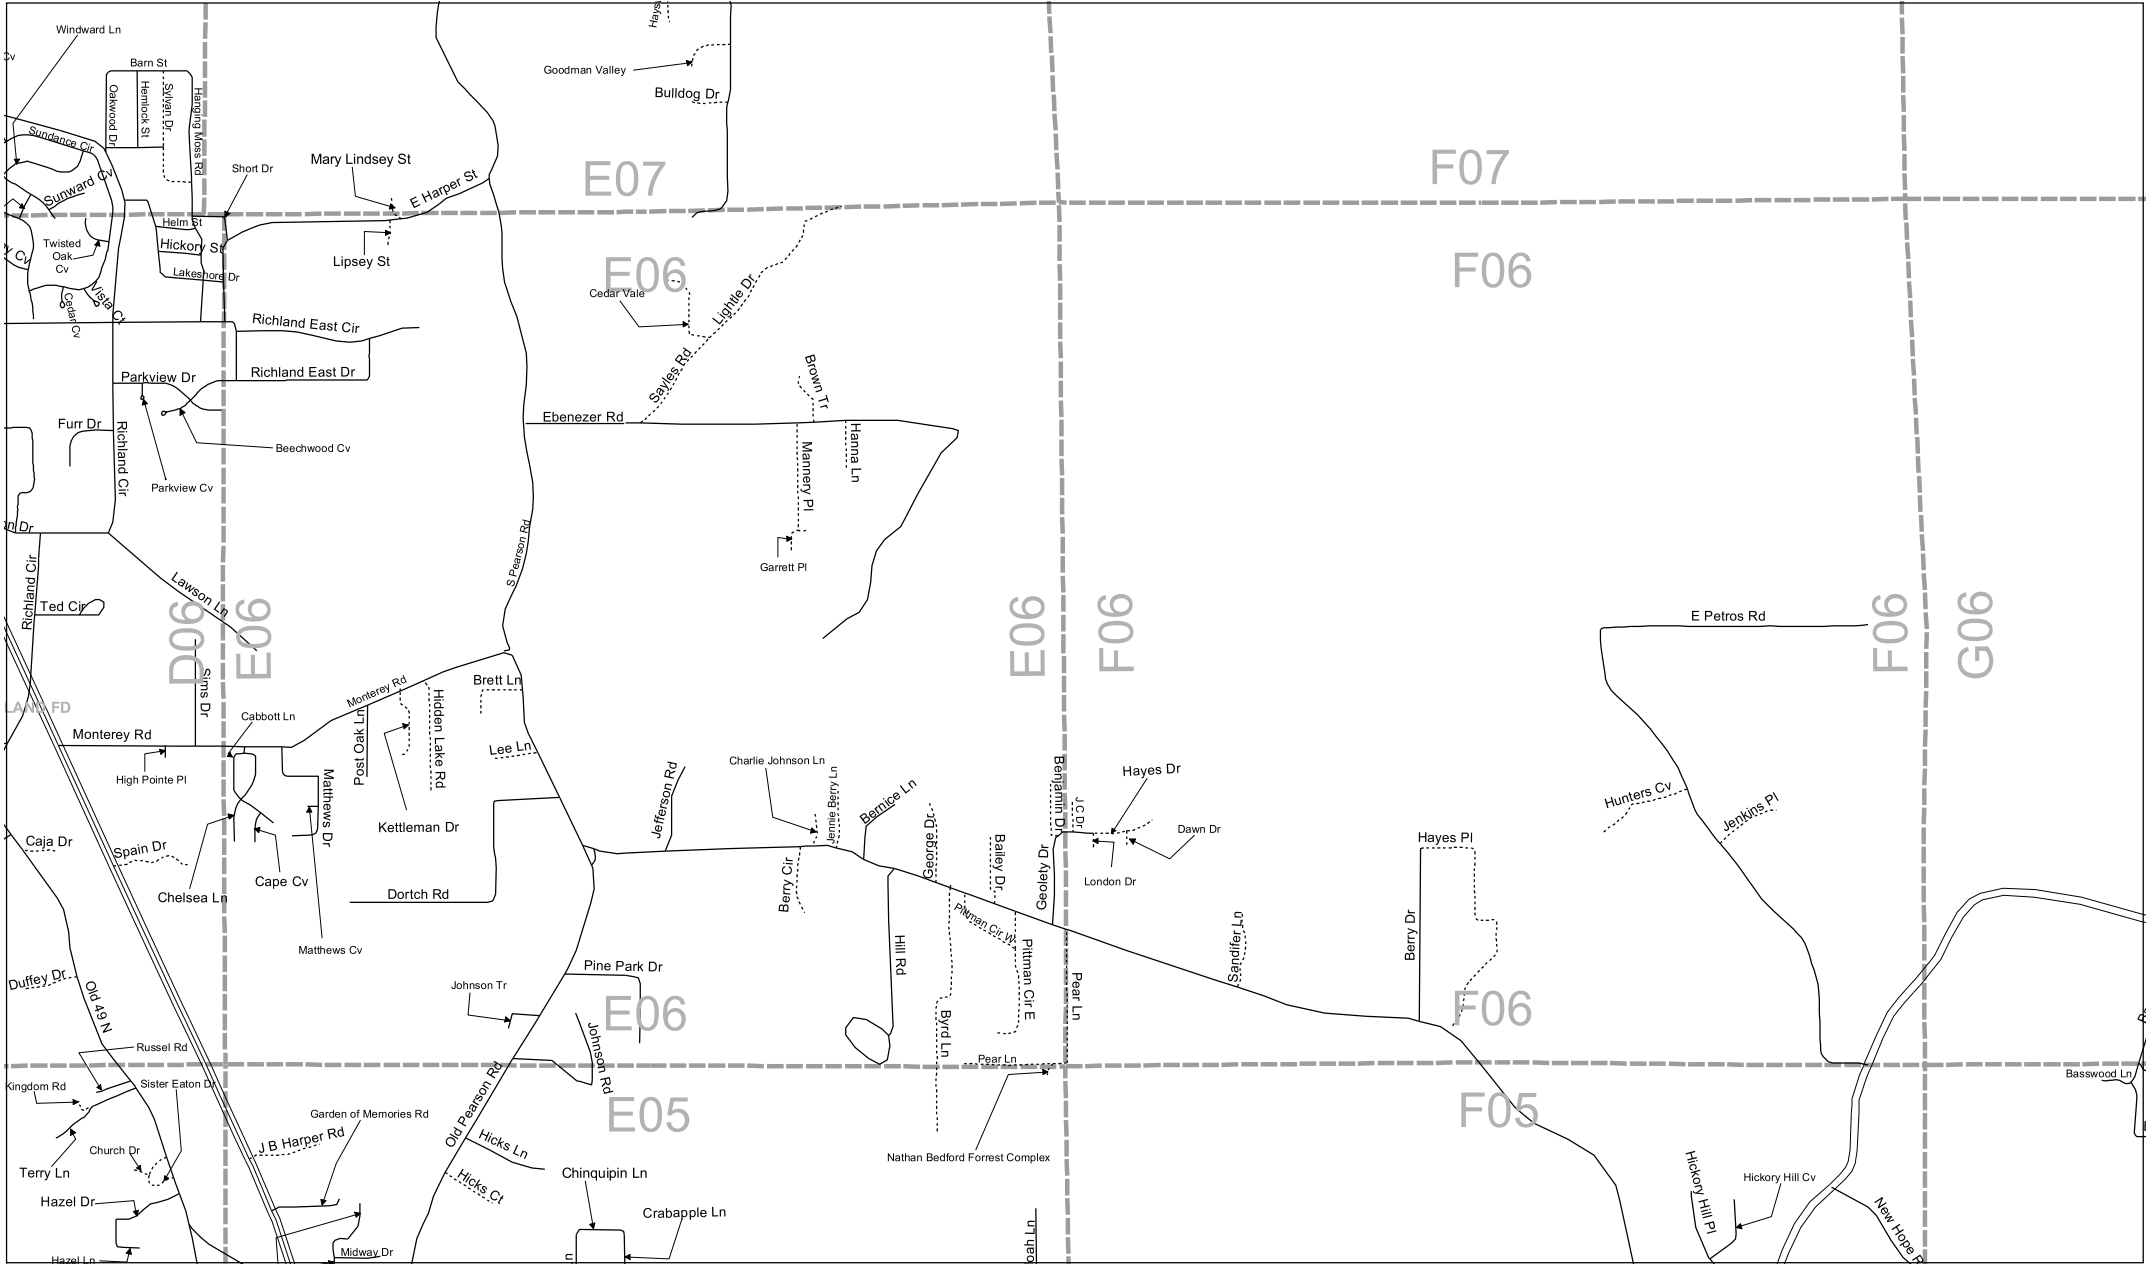 Windward Ln
Cv
Barn St
Oakwood Dr
Hemlock St
Sylvan Dr
Hanging Moss Rd
Sundance Cir
Sunward Cv
Short Dr
Mary Lindsey St
E Harper St
Goodman Valley
Bulldog Dr
E07
F07
Helm St
Hickory St
Lakeshore Dr
Twisted
Oak
Cv
Cedar Cv
Vista Ct
Lipsey St
E06
F06
Cedar Vale
Lightle Dr
Sayles Rd
Richland East Cir
Richland East Dr
Parkview Dr
Brown Tr
Ebenezer Rd
Furr Dr
Richland Cir
Beechwood Cv
Parkview Cv
Mannery Pl
Hanna Ln
Garrett Pl
S Pearson Rd
n Dr
Richland Cir
Lawson Ln
Ted Cir
D06
E06
E06
F06
F06
G06
E Petros Rd
Sims Dr
LAND FD
Monterey Rd
Cabbott Ln
High Pointe Pl
Monterey Rd
Post Oak Ln
Hidden Lake Rd
Brett Ln
Lee Ln
Matthews Dr
Kettleman Dr
Jefferson Rd
Charlie Johnson Ln
Jennie Berry Ln
Bernice Ln
Benjamin Dr
J C Dr
Hayes Dr
Dawn Dr
London Dr
Hunters Cv
Jenkins Pl
Hayes Pl
Caja Dr
Spain Dr
Chelsea Ln
Cape Cv
Dortch Rd
Matthews Cv
Berry Cir
George Dr
Bailey Dr
Geolety Dr
Pittman Cir W
Pittman Cir E
Hill Rd
Byrd Ln
Pear Ln
Sandifer Ln
Berry Dr
Duffey Dr
Old 49 N
Pine Park Dr
Johnson Tr
Johnson Rd
E06
F06
Russel Rd
Kingdom Rd
Sister Eaton Dr
Pear Ln
Basswood Ln
Garden of Memories Rd
J B Harper Rd
Old Pearson Rd
E05
F05
Church Dr
Terry Ln
Hicks Ln
Hicks Ct
Nathan Bedford Forrest Complex
Chinquipin Ln
Crabapple Ln
Hazel Dr
Hazel Ln
Midway Dr
Hickory Hill Pl
Hickory Hill Cv
New Hope R